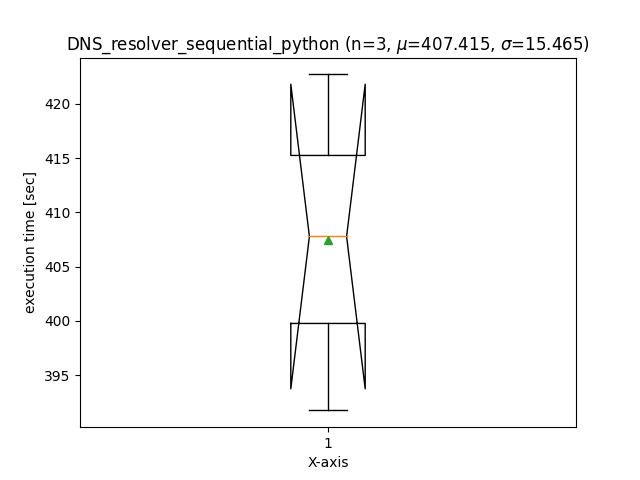 DNS_resolver_sequential_python (n=3, μ=407.415, σ=15.465)
420
415
410
405
400
395
execution time [sec]
1
X-axis